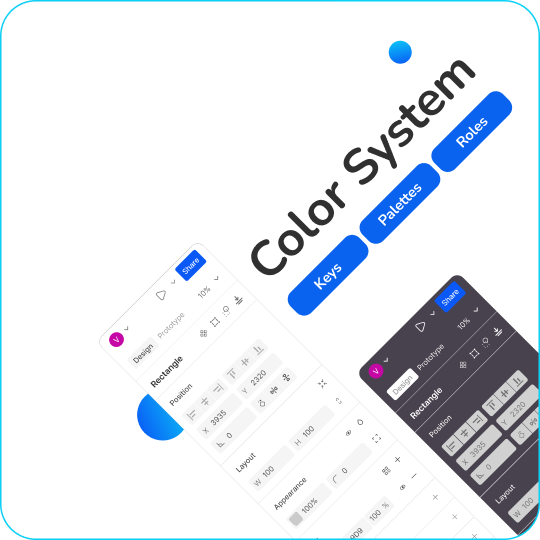 Color System
Keys
Palettes
Roles
V
Share
10%
Design
Prototype
Rectangle
Position
X 3935
Y 2320
0
Layout
W 100
H 100
Appearance
100%
0
100 %
V
Share
10%
Design
Prototype
Rectangle
Position
X 3935
Y 2320
0
Layout
W 100